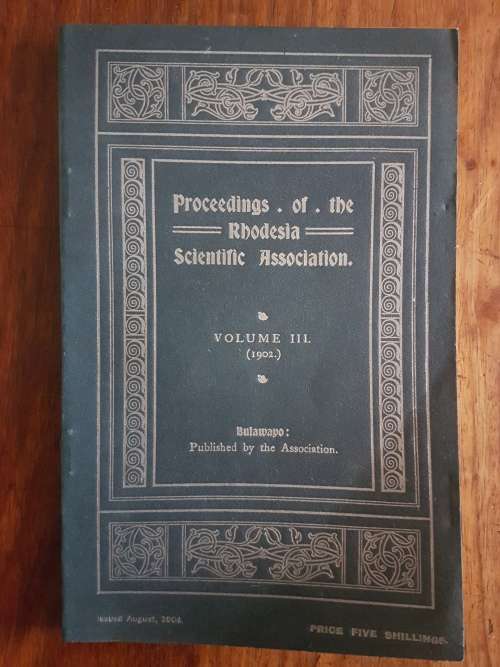 Proceedings . of . the
Rhodesia
Scientific Association.
VOLUME III.
(1902.)
Bulawayo:
Published by the Association.
Issued August,
PRICE FIVE SHILLINGS.